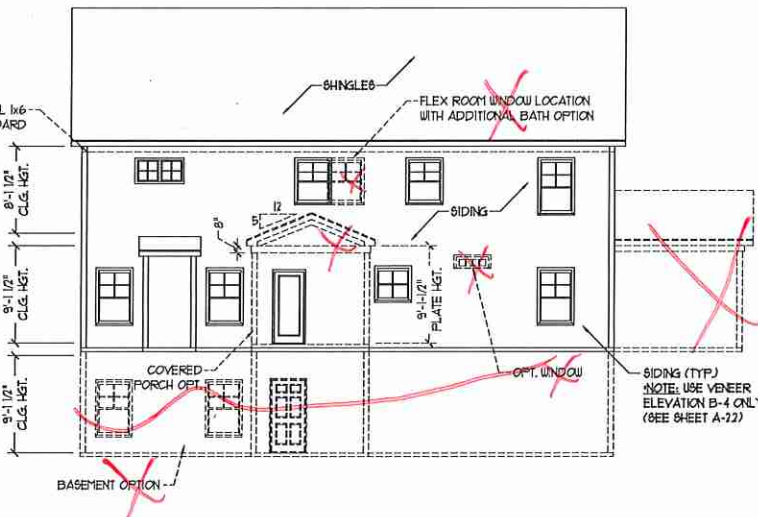 SHINGLES
L 1x6
OARD
FLEX ROOM WINDOW LOCATION
WITH ADDITIONAL BATH OPTION
8'-1 1/2"
CLG. HGT.
12
5
8"
SIDING
9'-1 1/2"
CLG. HGT.
9'-1-1/2"
PLATE HGT.
COVERED
PORCH OPT.
OPT. WINDOW
SIDING (TYP.)
*NOTE: USE VENEER
ELEVATION B-4 ONLY
(SEE SHEET A-22)
9'-1 1/2"
CLG. HGT.
BASEMENT OPTION